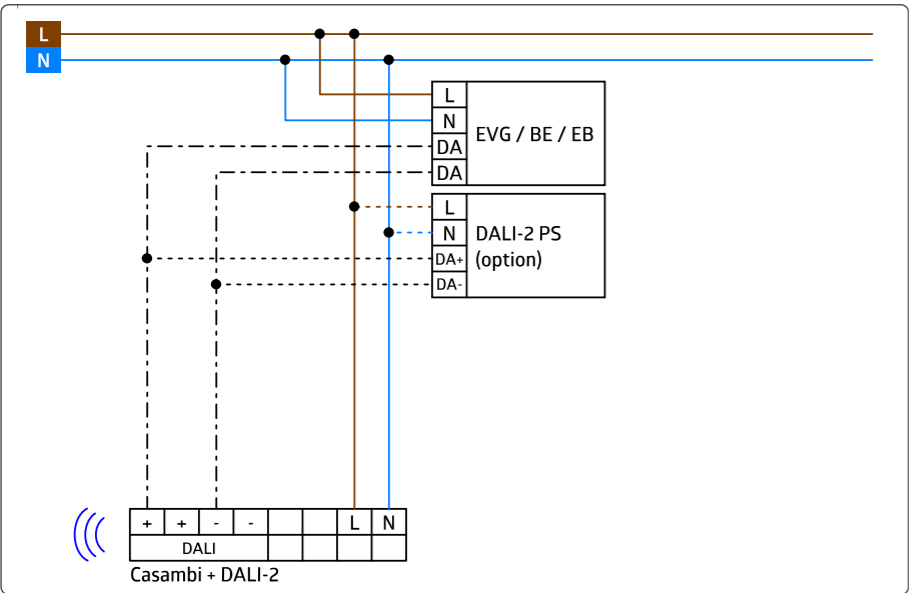 L
N
L
N
DA
DA
EVG / BE / EB
L
N
DA+
DA-
DALI-2 PS
(option)
+ + - - L N
DALI
Casambi + DALI-2